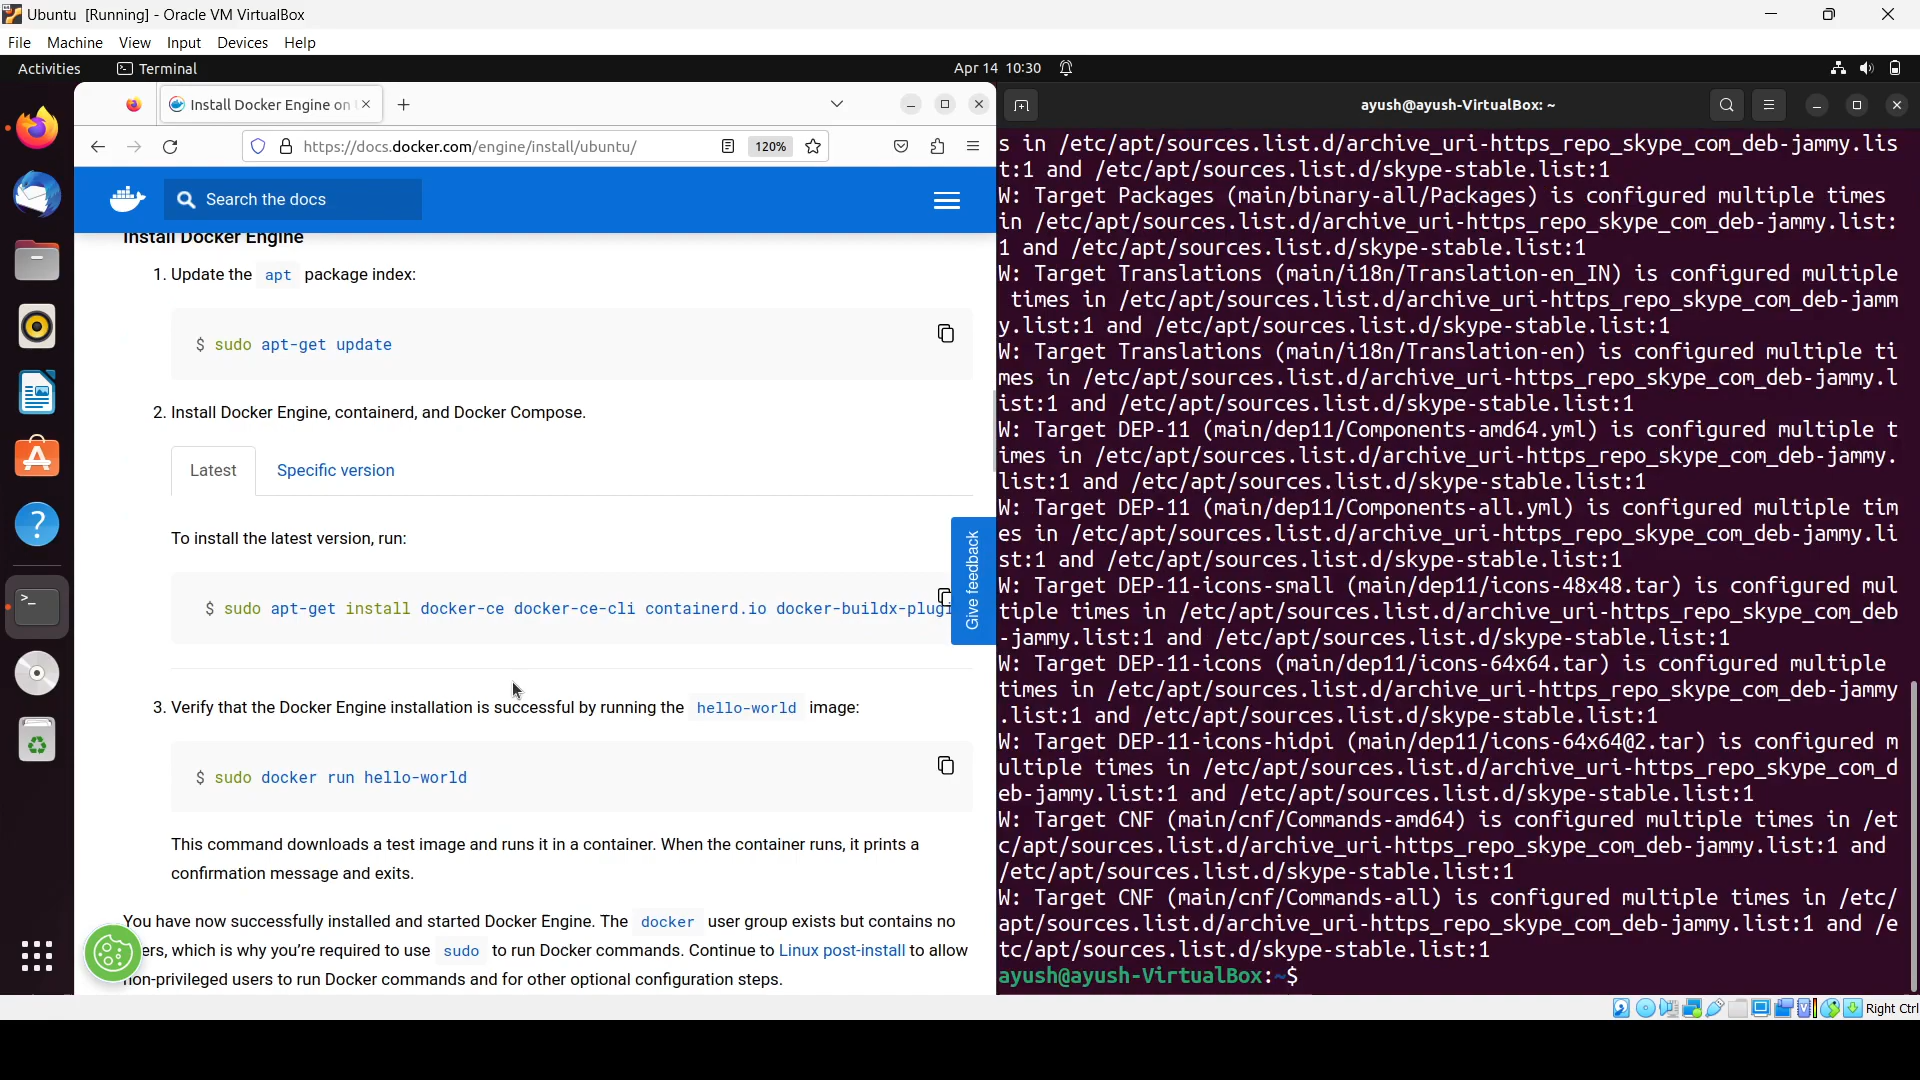 Ubuntu [Running] - Oracle VM VirtualBox
File Machine View Input Devices Help
Activities Terminal Apr 14 10:30
Install Docker Engine on
https://docs.docker.com/engine/install/ubuntu/ 120%
Search the docs
Install Docker Engine
1. Update the apt package index:
$ sudo apt-get update
2. Install Docker Engine, containerd, and Docker Compose.
Latest Specific version
To install the latest version, run:
$ sudo apt-get install docker-ce docker-ce-cli containerd.io docker-buildx-plugi
Give feedback
3. Verify that the Docker Engine installation is successful by running the hello-world image:
$ sudo docker run hello-world
This command downloads a test image and runs it in a container. When the container runs, it prints a
confirmation message and exits.
You have now successfully installed and started Docker Engine. The docker user group exists but contains no
ers, which is why you're required to use sudo to run Docker commands. Continue to Linux post-install to allow
non-privileged users to run Docker commands and for other optional configuration steps.
ayush@ayush-VirtualBox: ~
s in /etc/apt/sources.list.d/archive_uri-https_repo_skype_com_deb-jammy.lis
t:1 and /etc/apt/sources.list.d/skype-stable.list:1
W: Target Packages (main/binary-all/Packages) is configured multiple times
in /etc/apt/sources.list.d/archive_uri-https_repo_skype_com_deb-jammy.list:
1 and /etc/apt/sources.list.d/skype-stable.list:1
W: Target Translations (main/i18n/Translation-en_IN) is configured multiple
times in /etc/apt/sources.list.d/archive_uri-https_repo_skype_com_deb-jamm
y.list:1 and /etc/apt/sources.list.d/skype-stable.list:1
W: Target Translations (main/i18n/Translation-en) is configured multiple ti
mes in /etc/apt/sources.list.d/archive_uri-https_repo_skype_com_deb-jammy.l
ist:1 and /etc/apt/sources.list.d/skype-stable.list:1
W: Target DEP-11 (main/dep11/Components-amd64.yml) is configured multiple t
imes in /etc/apt/sources.list.d/archive_uri-https_repo_skype_com_deb-jammy.
list:1 and /etc/apt/sources.list.d/skype-stable.list:1
W: Target DEP-11 (main/dep11/Components-all.yml) is configured multiple tim
es in /etc/apt/sources.list.d/archive_uri-https_repo_skype_com_deb-jammy.li
st:1 and /etc/apt/sources.list.d/skype-stable.list:1
W: Target DEP-11-icons-small (main/dep11/icons-48x48.tar) is configured mul
tiple times in /etc/apt/sources.list.d/archive_uri-https_repo_skype_com_deb
-jammy.list:1 and /etc/apt/sources.list.d/skype-stable.list:1
W: Target DEP-11-icons (main/dep11/icons-64x64.tar) is configured multiple
times in /etc/apt/sources.list.d/archive_uri-https_repo_skype_com_deb-jammy
.list:1 and /etc/apt/sources.list.d/skype-stable.list:1
W: Target DEP-11-icons-hidpi (main/dep11/icons-64x64@2.tar) is configured m
ultiple times in /etc/apt/sources.list.d/archive_uri-https_repo_skype_com_d
eb-jammy.list:1 and /etc/apt/sources.list.d/skype-stable.list:1
W: Target CNF (main/cnf/Commands-amd64) is configured multiple times in /et
c/apt/sources.list.d/archive_uri-https_repo_skype_com_deb-jammy.list:1 and
/etc/apt/sources.list.d/skype-stable.list:1
W: Target CNF (main/cnf/Commands-all) is configured multiple times in /etc/
apt/sources.list.d/archive_uri-https_repo_skype_com_deb-jammy.list:1 and /e
tc/apt/sources.list.d/skype-stable.list:1
ayush@ayush-VirtualBox:~$
Right Ctrl